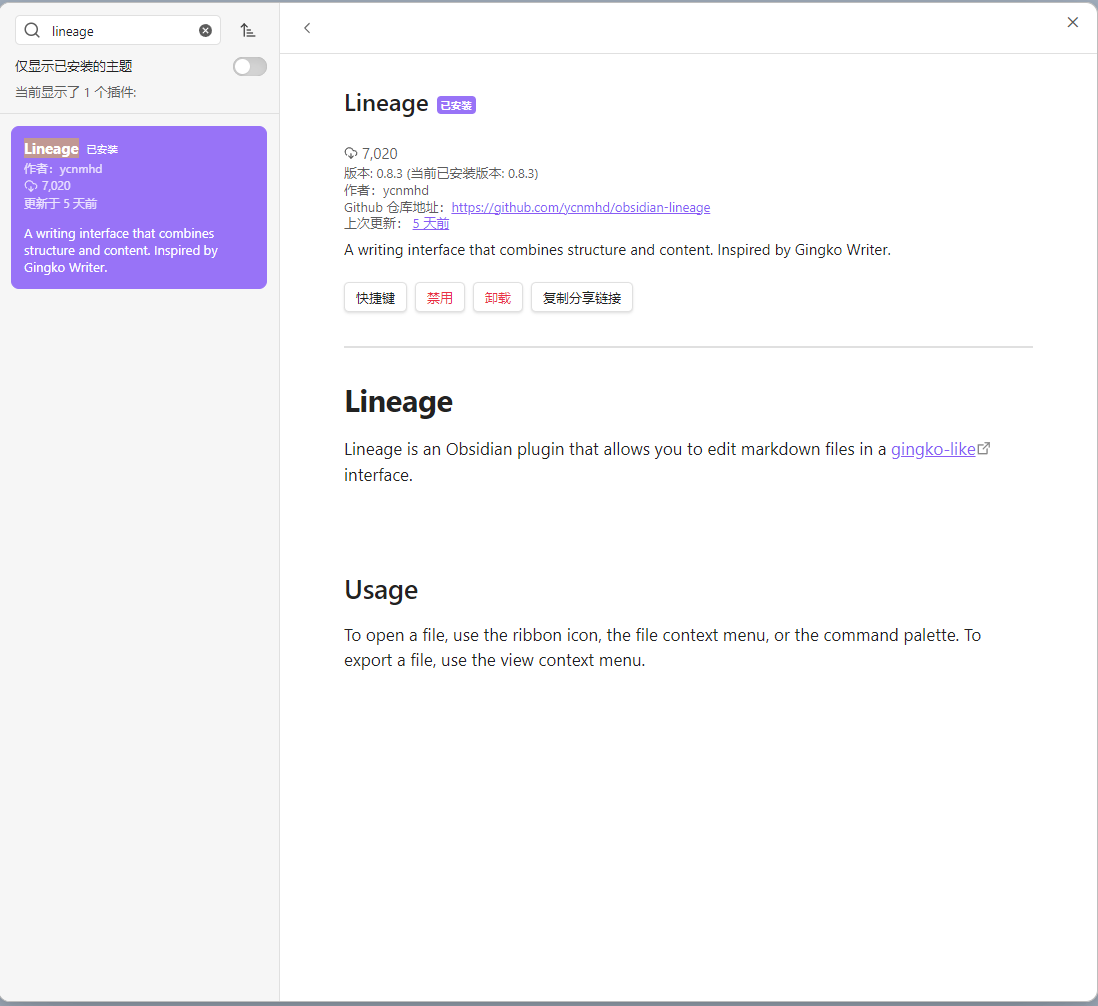 lineage
仅显示已安装的主题
当前显示了 1 个插件:
Lineage 已安装
作者：ycnmhd
7,020
更新于 5 天前
A writing interface that combines
structure and content. Inspired by
Gingko Writer.
Lineage 已安装
7,020
版本: 0.8.3 (当前已安装版本: 0.8.3)
作者：ycnmhd
Github 仓库地址：https://github.com/ycnmhd/obsidian-lineage
上次更新：5 天前
A writing interface that combines structure and content. Inspired by Gingko Writer.
快捷键 禁用 卸载 复制分享链接
Lineage
Lineage is an Obsidian plugin that allows you to edit markdown files in a gingko-like
interface.
Usage
To open a file, use the ribbon icon, the file context menu, or the command palette. To
export a file, use the view context menu.